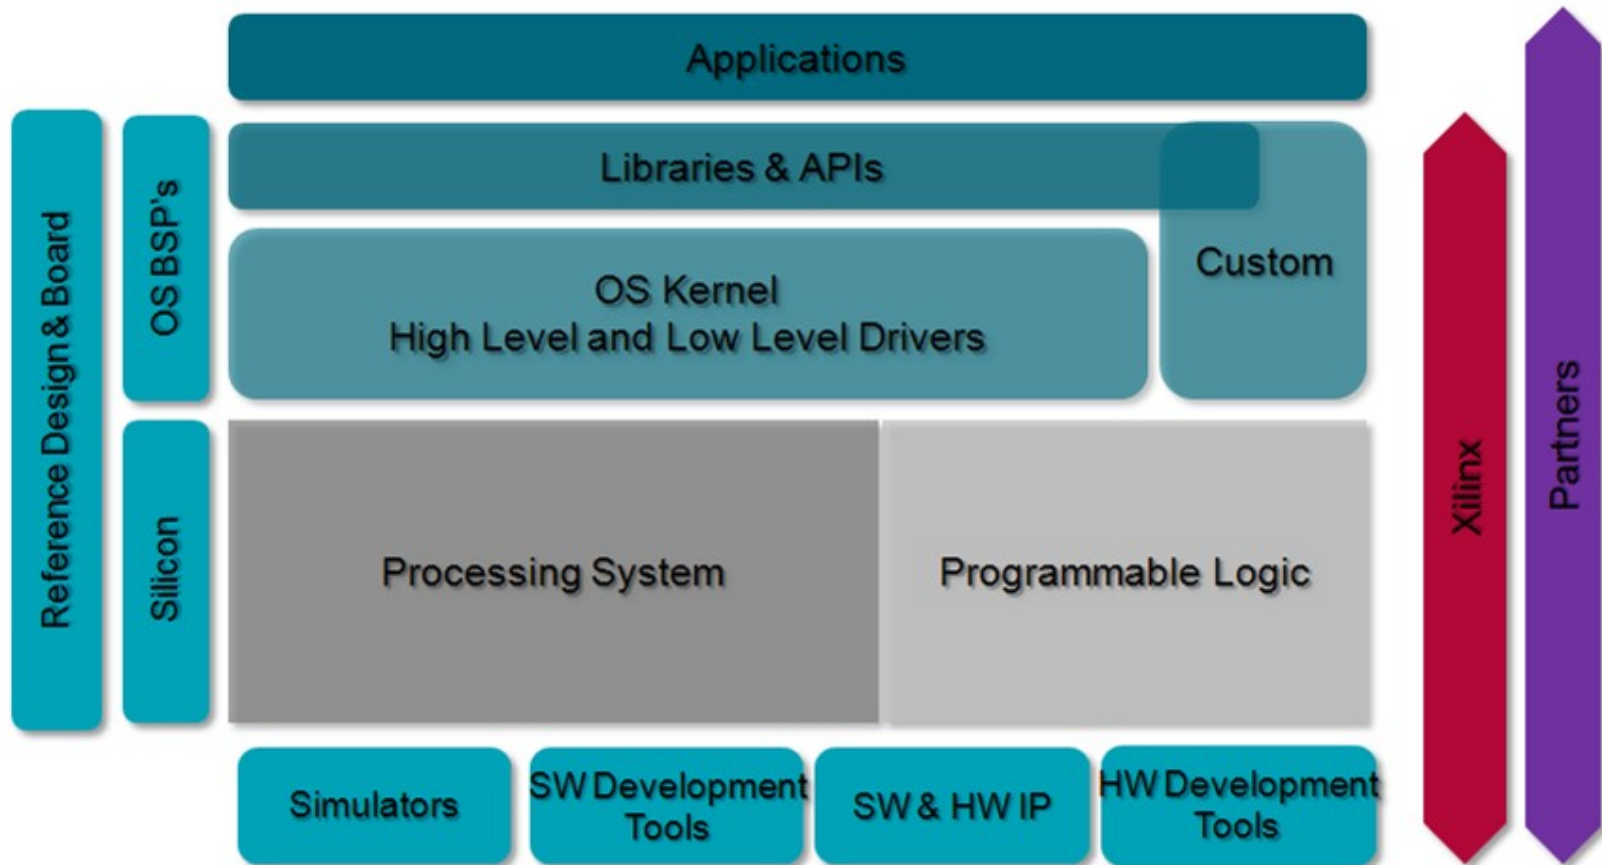 Applications
Reference Design & Board
OS BSP's
Libraries & APIs
OS Kernel
High Level and Low Level Drivers
Custom
Silicon
Processing System
Programmable Logic
Xilinx
Partners
Simulators
SW Development
Tools
SW & HW IP
HW Development
Tools